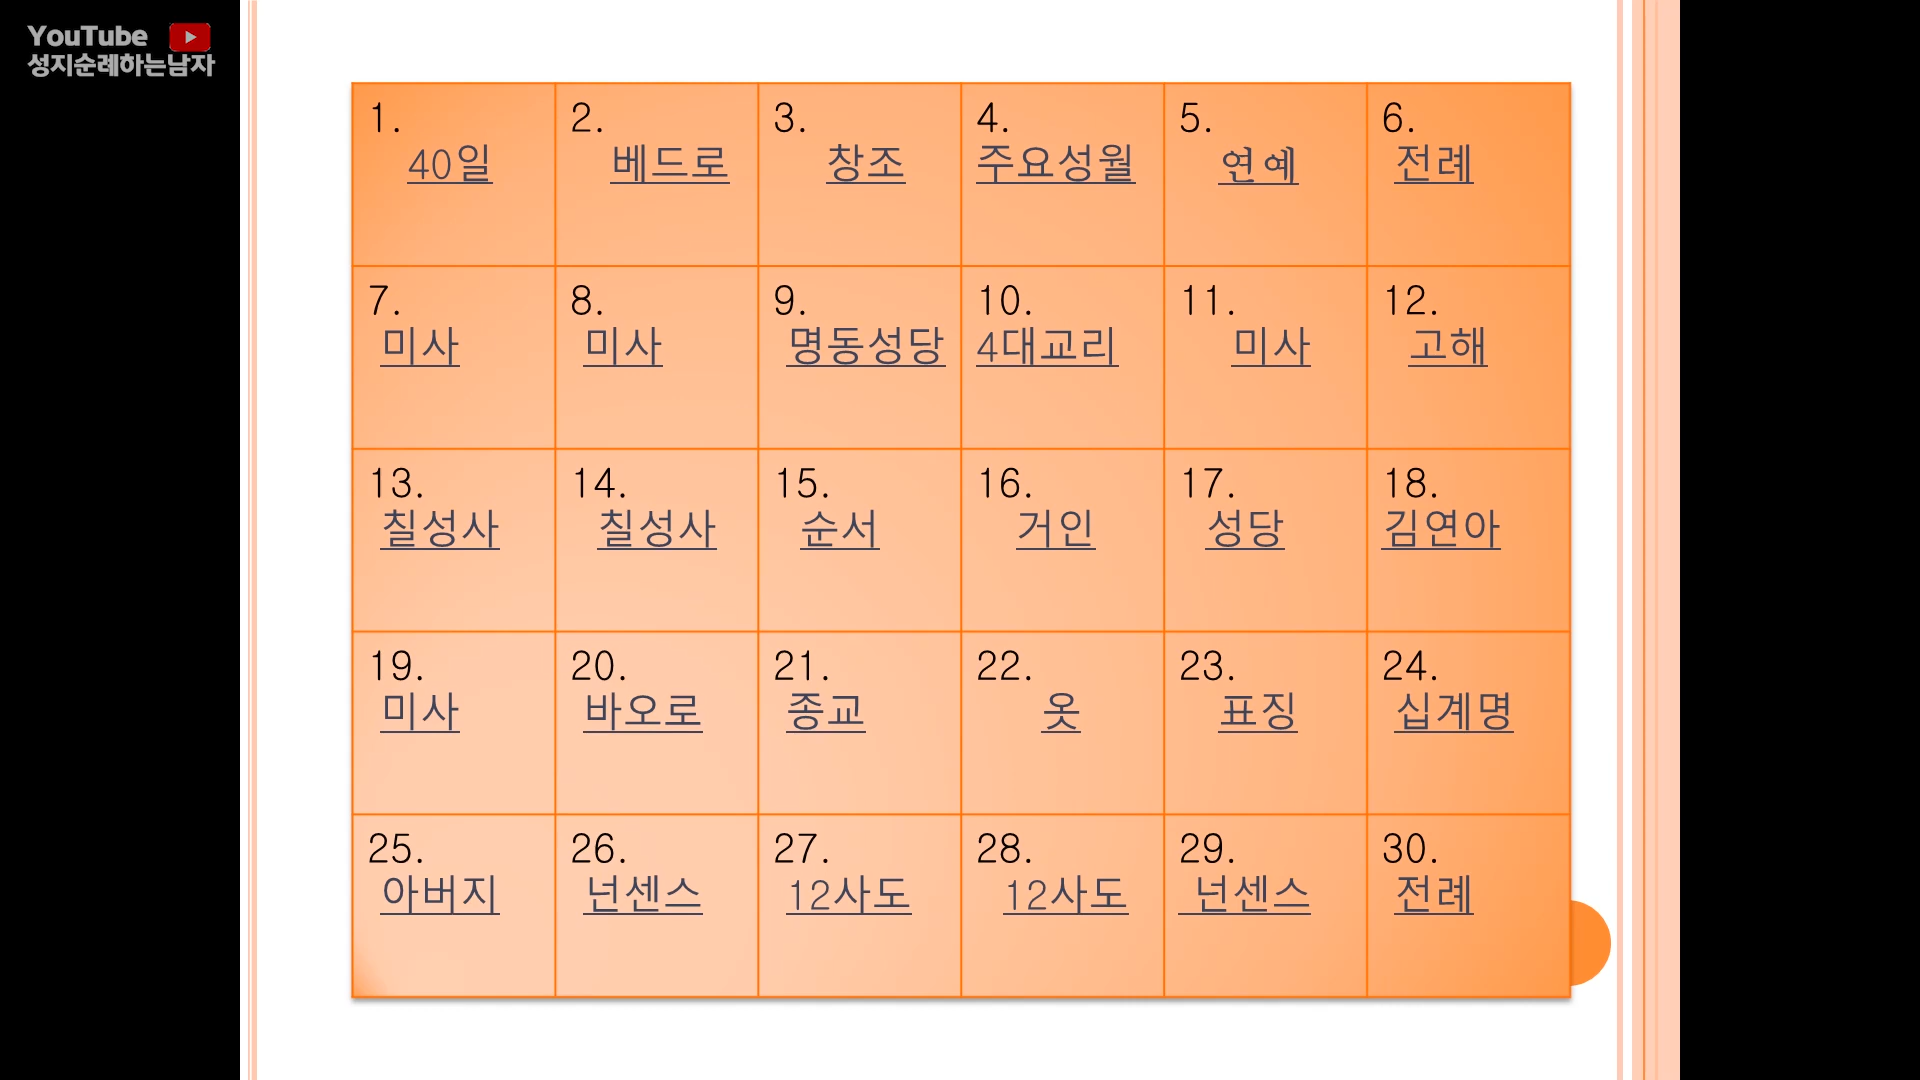 YouTube
성지순례하는남자
1.
40일
2.
베드로
3.
창조
4.
주요성월
5.
연예
6.
전례
7.
미사
8.
미사
9.
명동성당
10.
4대교리
11.
미사
12.
고해
13.
칠성사
14.
칠성사
15.
순서
16.
거인
17.
성당
18.
김연아
19.
미사
20.
바오로
21.
종교
22.
옷
23.
표징
24.
십계명
25.
아버지
26.
넌센스
27.
12사도
28.
12사도
29.
넌센스
30.
전례